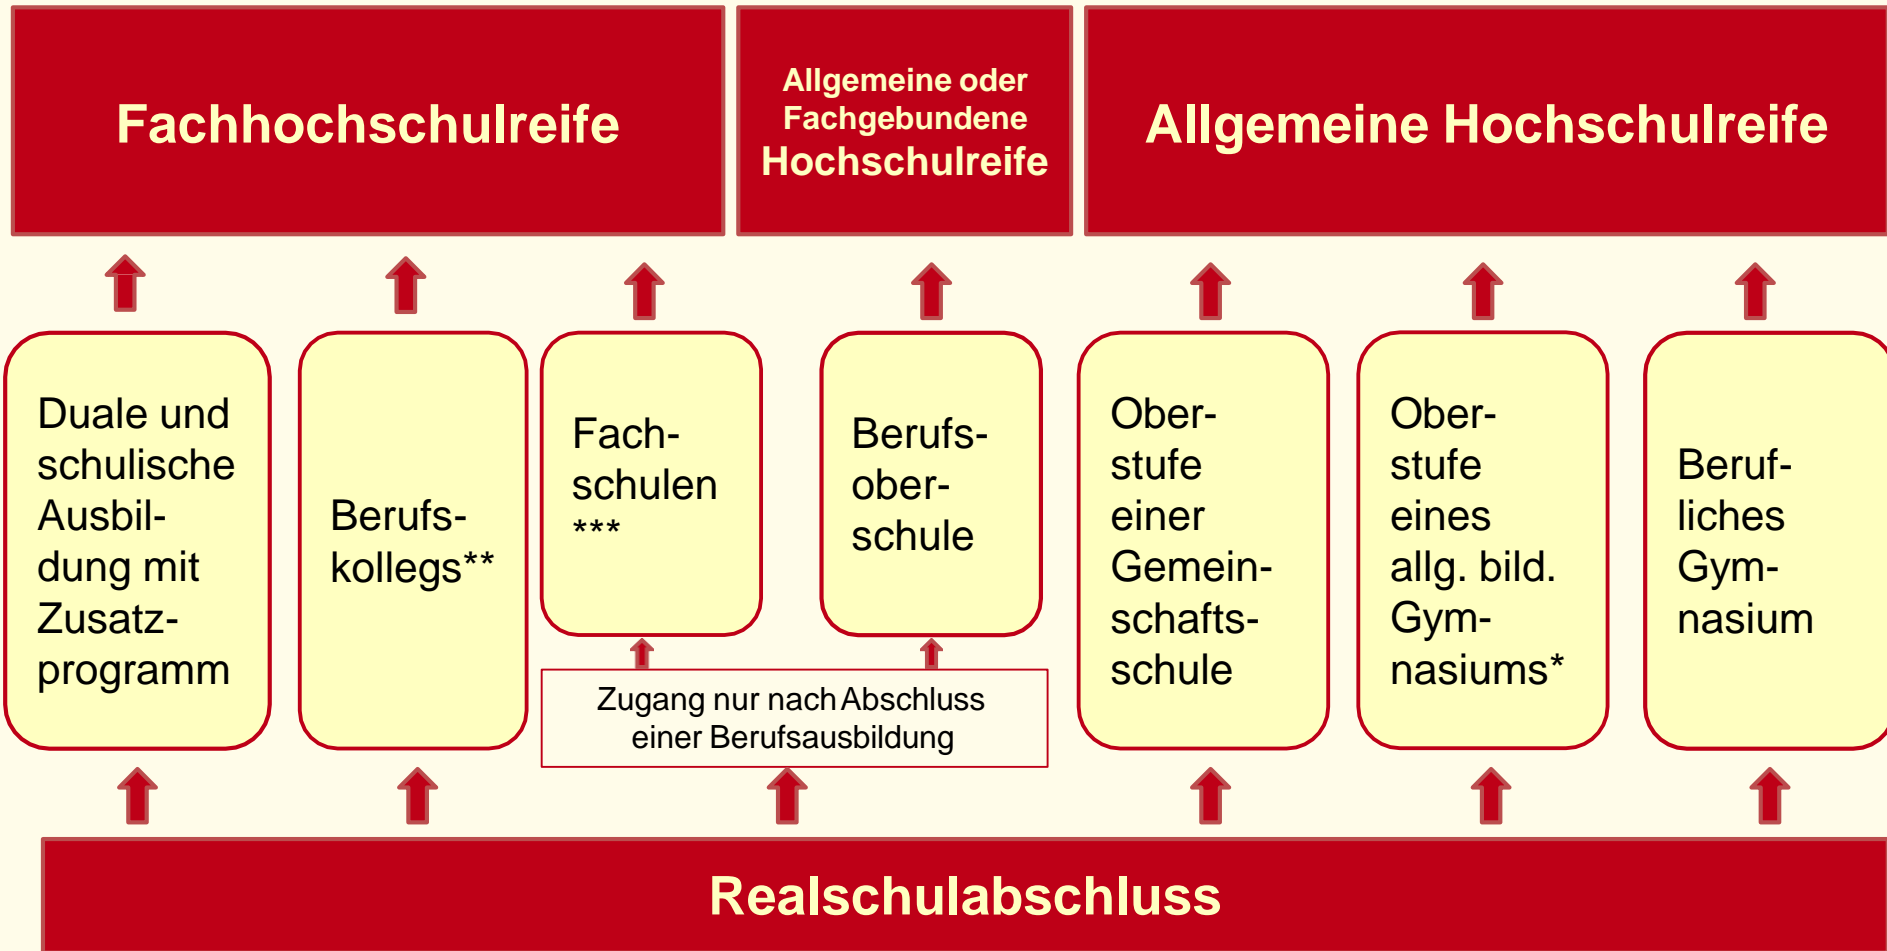 Fachhochschulreife
Allgemeine oder
Fachgebundene
Hochschulreife
Allgemeine Hochschulreife
Duale und
schulische
Ausbil-
dung mit
Zusatz-
programm
Berufs-
kollegs**
Fach-
schulen
***
Berufs-
ober-
schule
Ober-
stufe
einer
Gemein-
schafts-
schule
Ober-
stufe
eines
allg. bild.
Gym-
nasiums*
Beruf-
liches
Gym-
nasium
Zugang nur nach Abschluss
einer Berufsausbildung
Realschulabschluss